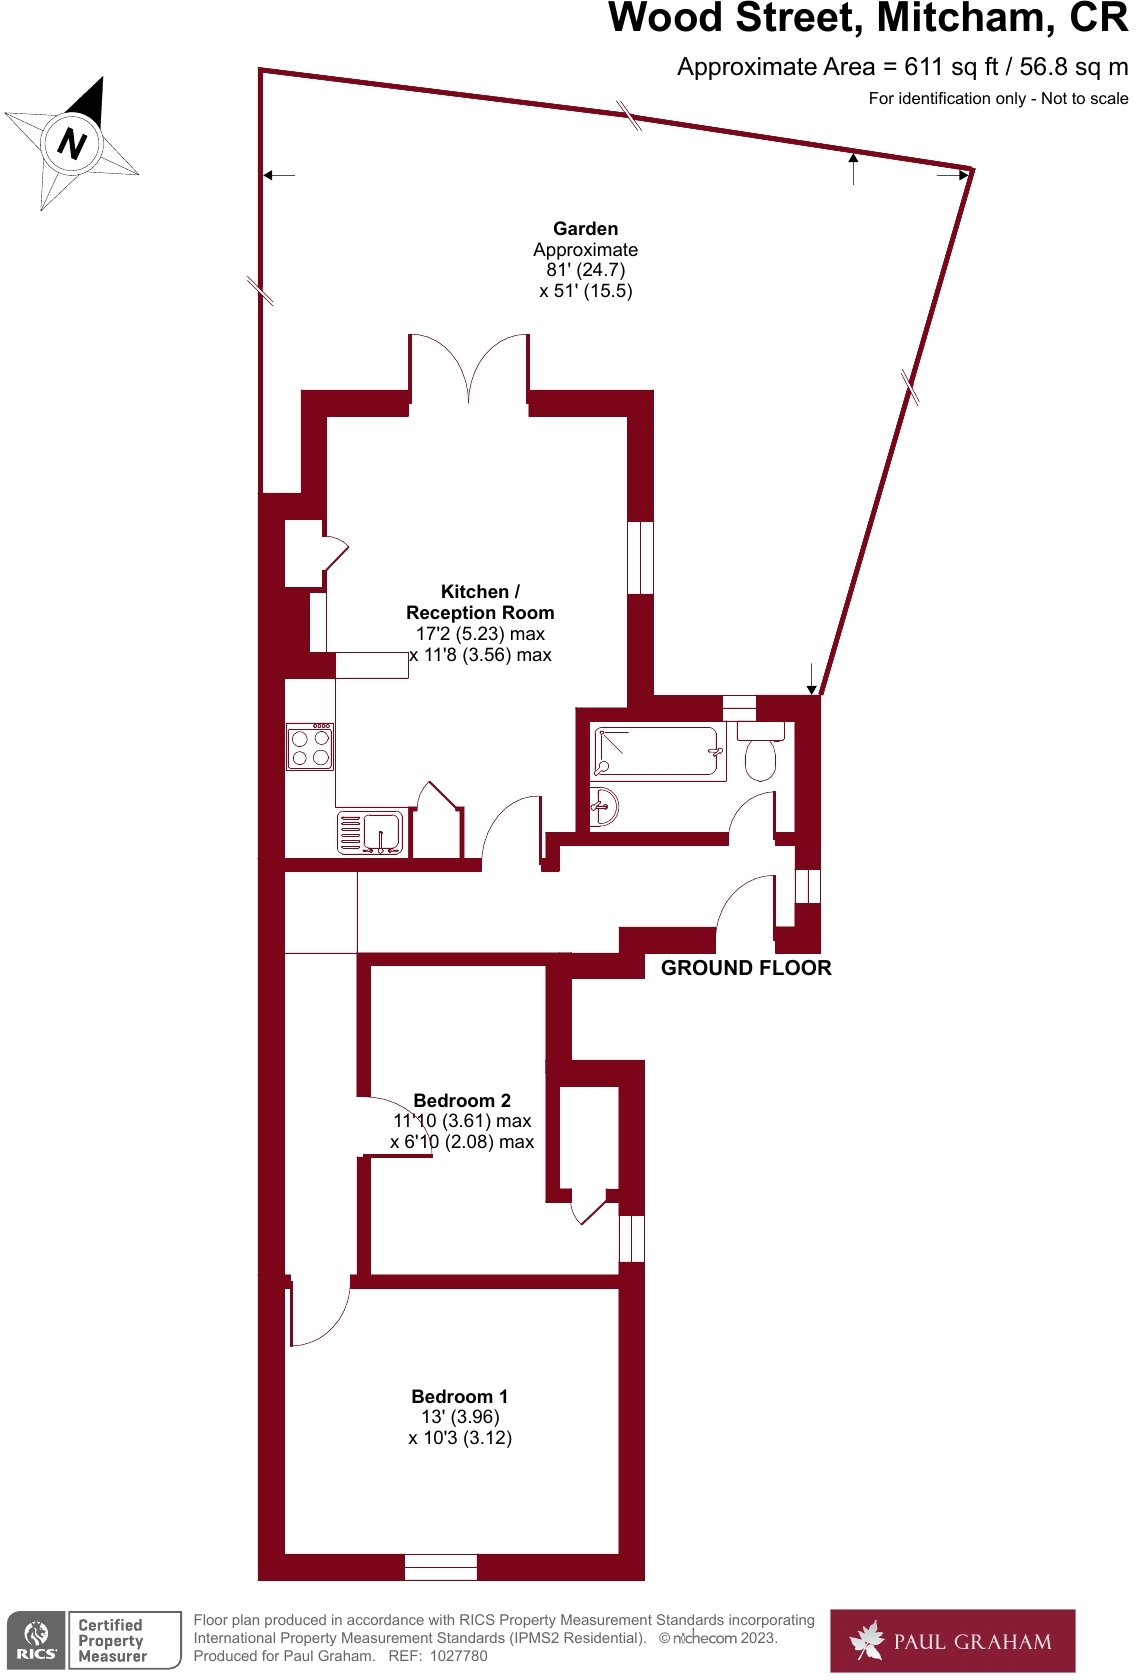 Wood Street, Mitcham, CR
Approximate Area = 611 sq ft / 56.8 sq m
For identification only - Not to scale
N
Garden
Approximate
81' (24.7)
x 51' (15.5)
Kitchen /
Reception Room
17'2 (5.23) max
x 11'8 (3.56) max
GROUND FLOOR
Bedroom 2
11'10 (3.61) max
x 6'10 (2.08) max
Bedroom 1
13' (3.96)
x 10'3 (3.12)
RICS
Certified
Property
Measurer
Floor plan produced in accordance with RICS Property Measurement Standards incorporating
International Property Measurement Standards (IPMS2 Residential). © nichecom 2023.
Produced for Paul Graham. REF: 1027780
PAUL GRAHAM